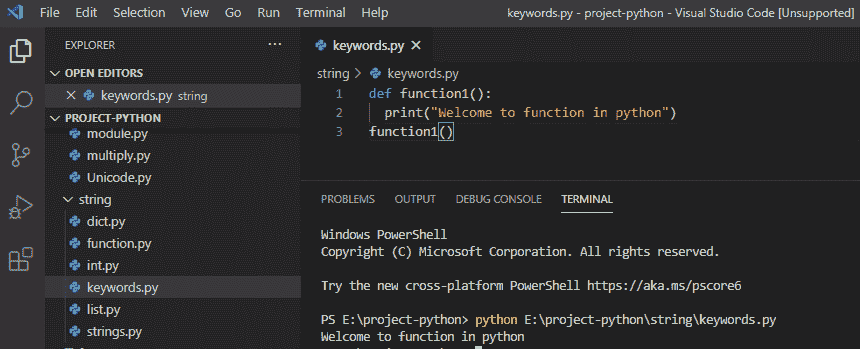 File Edit Selection View Go Run Terminal Help keywords.py - project-python - Visual Studio Code [Unsupported]
EXPLORER ...
OPEN EDITORS
keywords.py string
PROJECT-PYTHON
module.py
multiply.py
Unicode.py
string
dict.py
function.py
int.py
keywords.py
list.py
strings.py
keywords.py
string > keywords.py
1 def function1():
2 print("Welcome to function in python")
3 function1()
PROBLEMS OUTPUT DEBUG CONSOLE TERMINAL
Windows PowerShell
Copyright (C) Microsoft Corporation. All rights reserved.
Try the new cross-platform PowerShell https://aka.ms/pscore6
PS E:\project-python> python E:\project-python\string\keywords.py
Welcome to function in python